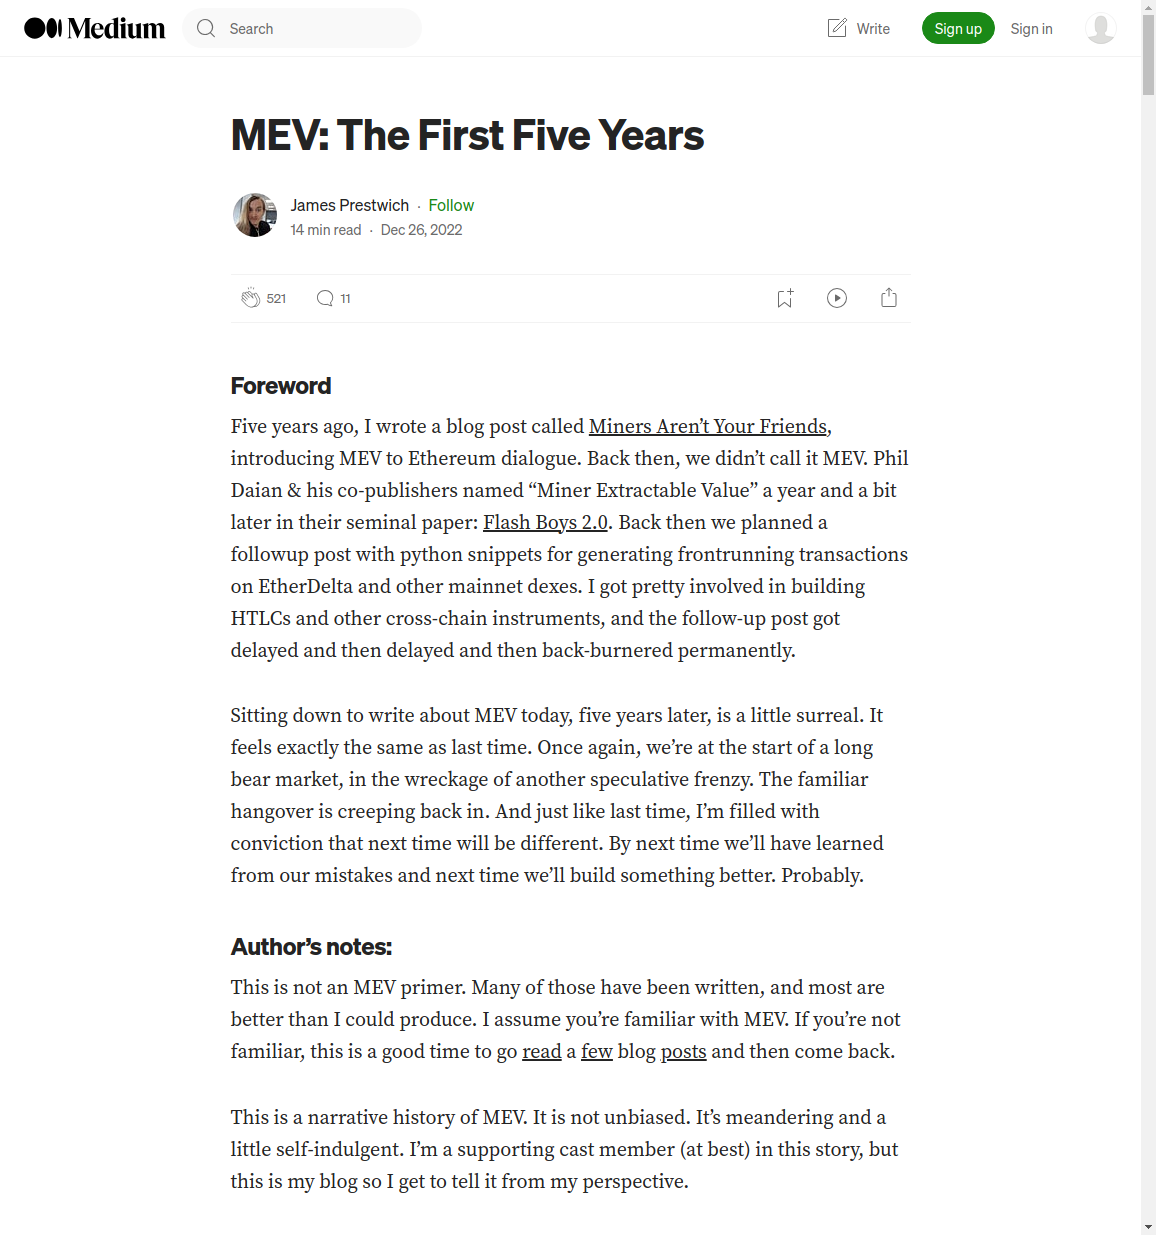 Medium
Search
Write
Sign up
Sign in
MEV: The First Five Years
James Prestwich · Follow
14 min read · Dec 26, 2022
521
11
Foreword
Five years ago, I wrote a blog post called Miners Aren’t Your Friends,
introducing MEV to Ethereum dialogue. Back then, we didn’t call it MEV. Phil
Daian & his co-publishers named “Miner Extractable Value” a year and a bit
later in their seminal paper: Flash Boys 2.0. Back then we planned a
followup post with python snippets for generating frontrunning transactions
on EtherDelta and other mainnet dexes. I got pretty involved in building
HTLCs and other cross-chain instruments, and the follow-up post got
delayed and then delayed and then back-burnered permanently.
Sitting down to write about MEV today, five years later, is a little surreal. It
feels exactly the same as last time. Once again, we’re at the start of a long
bear market, in the wreckage of another speculative frenzy. The familiar
hangover is creeping back in. And just like last time, I’m filled with
conviction that next time will be different. By next time we’ll have learned
from our mistakes and next time we’ll build something better. Probably.
Author’s notes:
This is not an MEV primer. Many of those have been written, and most are
better than I could produce. I assume you’re familiar with MEV. If you’re not
familiar, this is a good time to go read a few blog posts and then come back.
This is a narrative history of MEV. It is not unbiased. It’s meandering and a
little self-indulgent. I’m a supporting cast member (at best) in this story, but
this is my blog so I get to tell it from my perspective.